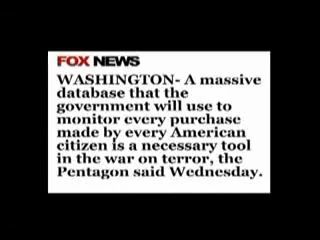 FOX NEWS
WASHINGTON- A massive
database that the
government will use to
monitor every purchase
made by every American
citizen is a necessary tool
in the war on terror, the
Pentagon said Wednesday.